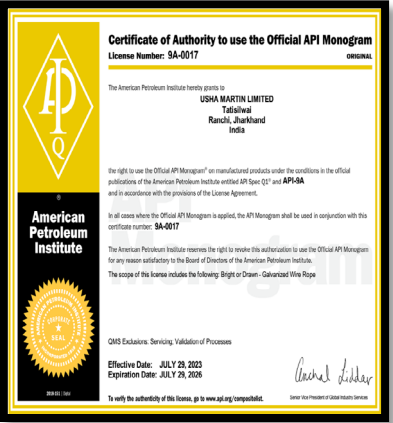 Certificate of Authority to use the Official API Monogram
License Number: 9A-0017
ORIGINAL
The American Petroleum Institute hereby grants to
USHA MARTIN LIMITED
Tatisilwai
Ranchi, Jharkhand
India
the right to use the Official API Monogram® on manufactured products under the conditions in the official
publications of the American Petroleum Institute entitled API Spec Q1® and API-9A
and in accordance with the provisions of the License Agreement.
In all cases where the Official API Monogram is applied, the API Monogram shall be used in conjunction with this
certificate number: 9A-0017
The American Petroleum Institute reserves the right to revoke this authorization to use the Official API Monogram
for any reason satisfactory to the Board of Directors of the American Petroleum Institute.
The scope of this license includes the following: Bright or Drawn - Galvanized Wire Rope
QMS Exclusions: Servicing; Validation of Processes
Effective Date: JULY 29, 2023
Expiration Date: JULY 29, 2026
To verify the authenticity of this license, go to www.api.org/compositelist.
Senior Vice President of Global Industry Services
API
Q
®
American
Petroleum
Institute
AMERICAN PETROLEUM INSTITUTE
CORPORATE
SEAL
API
Monogram